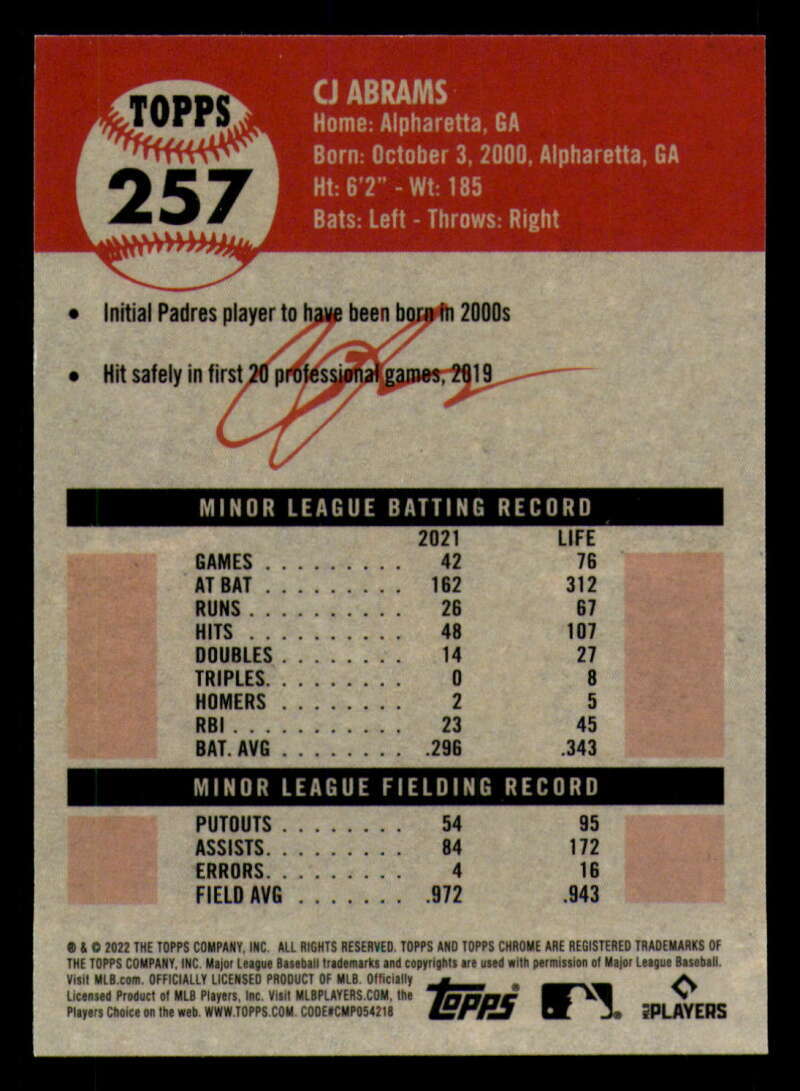 TOPPS
257
CJ ABRAMS
Home: Alpharetta, GA
Born: October 3, 2000, Alpharetta, GA
Ht: 6'2" - Wt: 185
Bats: Left - Throws: Right
• Initial Padres player to have been born in 2000s
• Hit safely in first 20 professional games, 2019
MINOR LEAGUE BATTING RECORD
2021 LIFE
GAMES . . . . . . . . . 42 76
AT BAT . . . . . . . . . 162 312
RUNS . . . . . . . . . . 26 67
HITS . . . . . . . . . . 48 107
DOUBLES . . . . . . . . 14 27
TRIPLES. . . . . . . . . 0 8
HOMERS . . . . . . . . 2 5
RBI . . . . . . . . . . . 23 45
BAT. AVG . . . . . . . . .296 .343
MINOR LEAGUE FIELDING RECORD
PUTOUTS . . . . . . . . 54 95
ASSISTS. . . . . . . . . 84 172
ERRORS. . . . . . . . . 4 16
FIELD AVG . . . . . . . .972 .943
® & © 2022 THE TOPPS COMPANY, INC. ALL RIGHTS RESERVED. TOPPS AND TOPPS CHROME ARE REGISTERED TRADEMARKS OF
THE TOPPS COMPANY, INC. Major League Baseball trademarks and copyrights are used with permission of Major League Baseball.
Visit MLB.com. OFFICIALLY LICENSED PRODUCT OF MLB. Officially
Licensed Product of MLB Players, Inc. Visit MLBPLAYERS.COM, the
Players Choice on the web. WWW.TOPPS.COM. CODE#CMP054218
Topps®
MLB PLAYERS